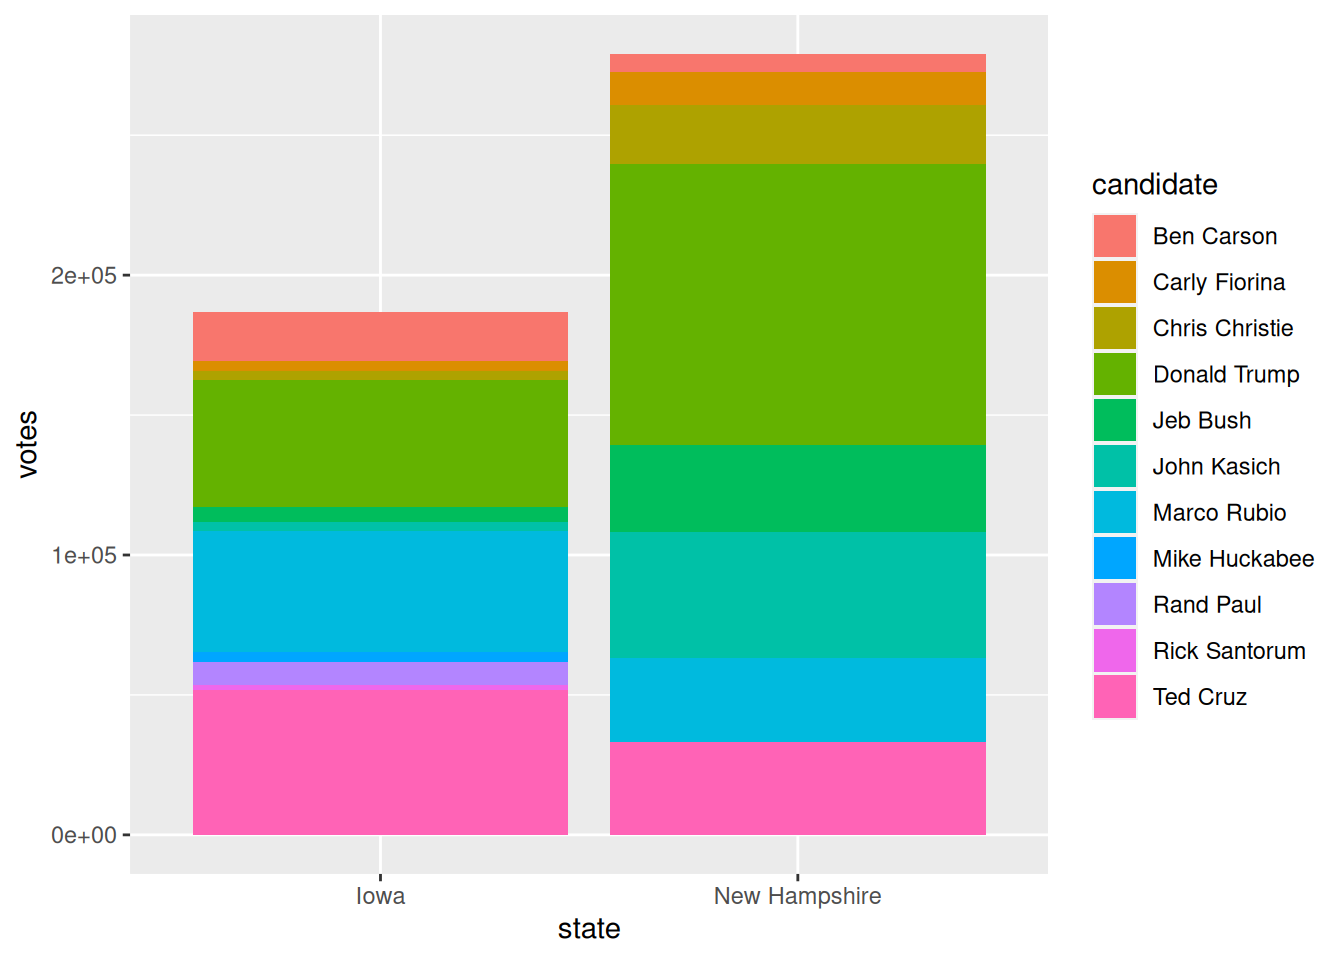 votes
2e+05
1e+05
0e+00
Iowa
New Hampshire
state
candidate
Ben Carson
Carly Fiorina
Chris Christie
Donald Trump
Jeb Bush
John Kasich
Marco Rubio
Mike Huckabee
Rand Paul
Rick Santorum
Ted Cruz